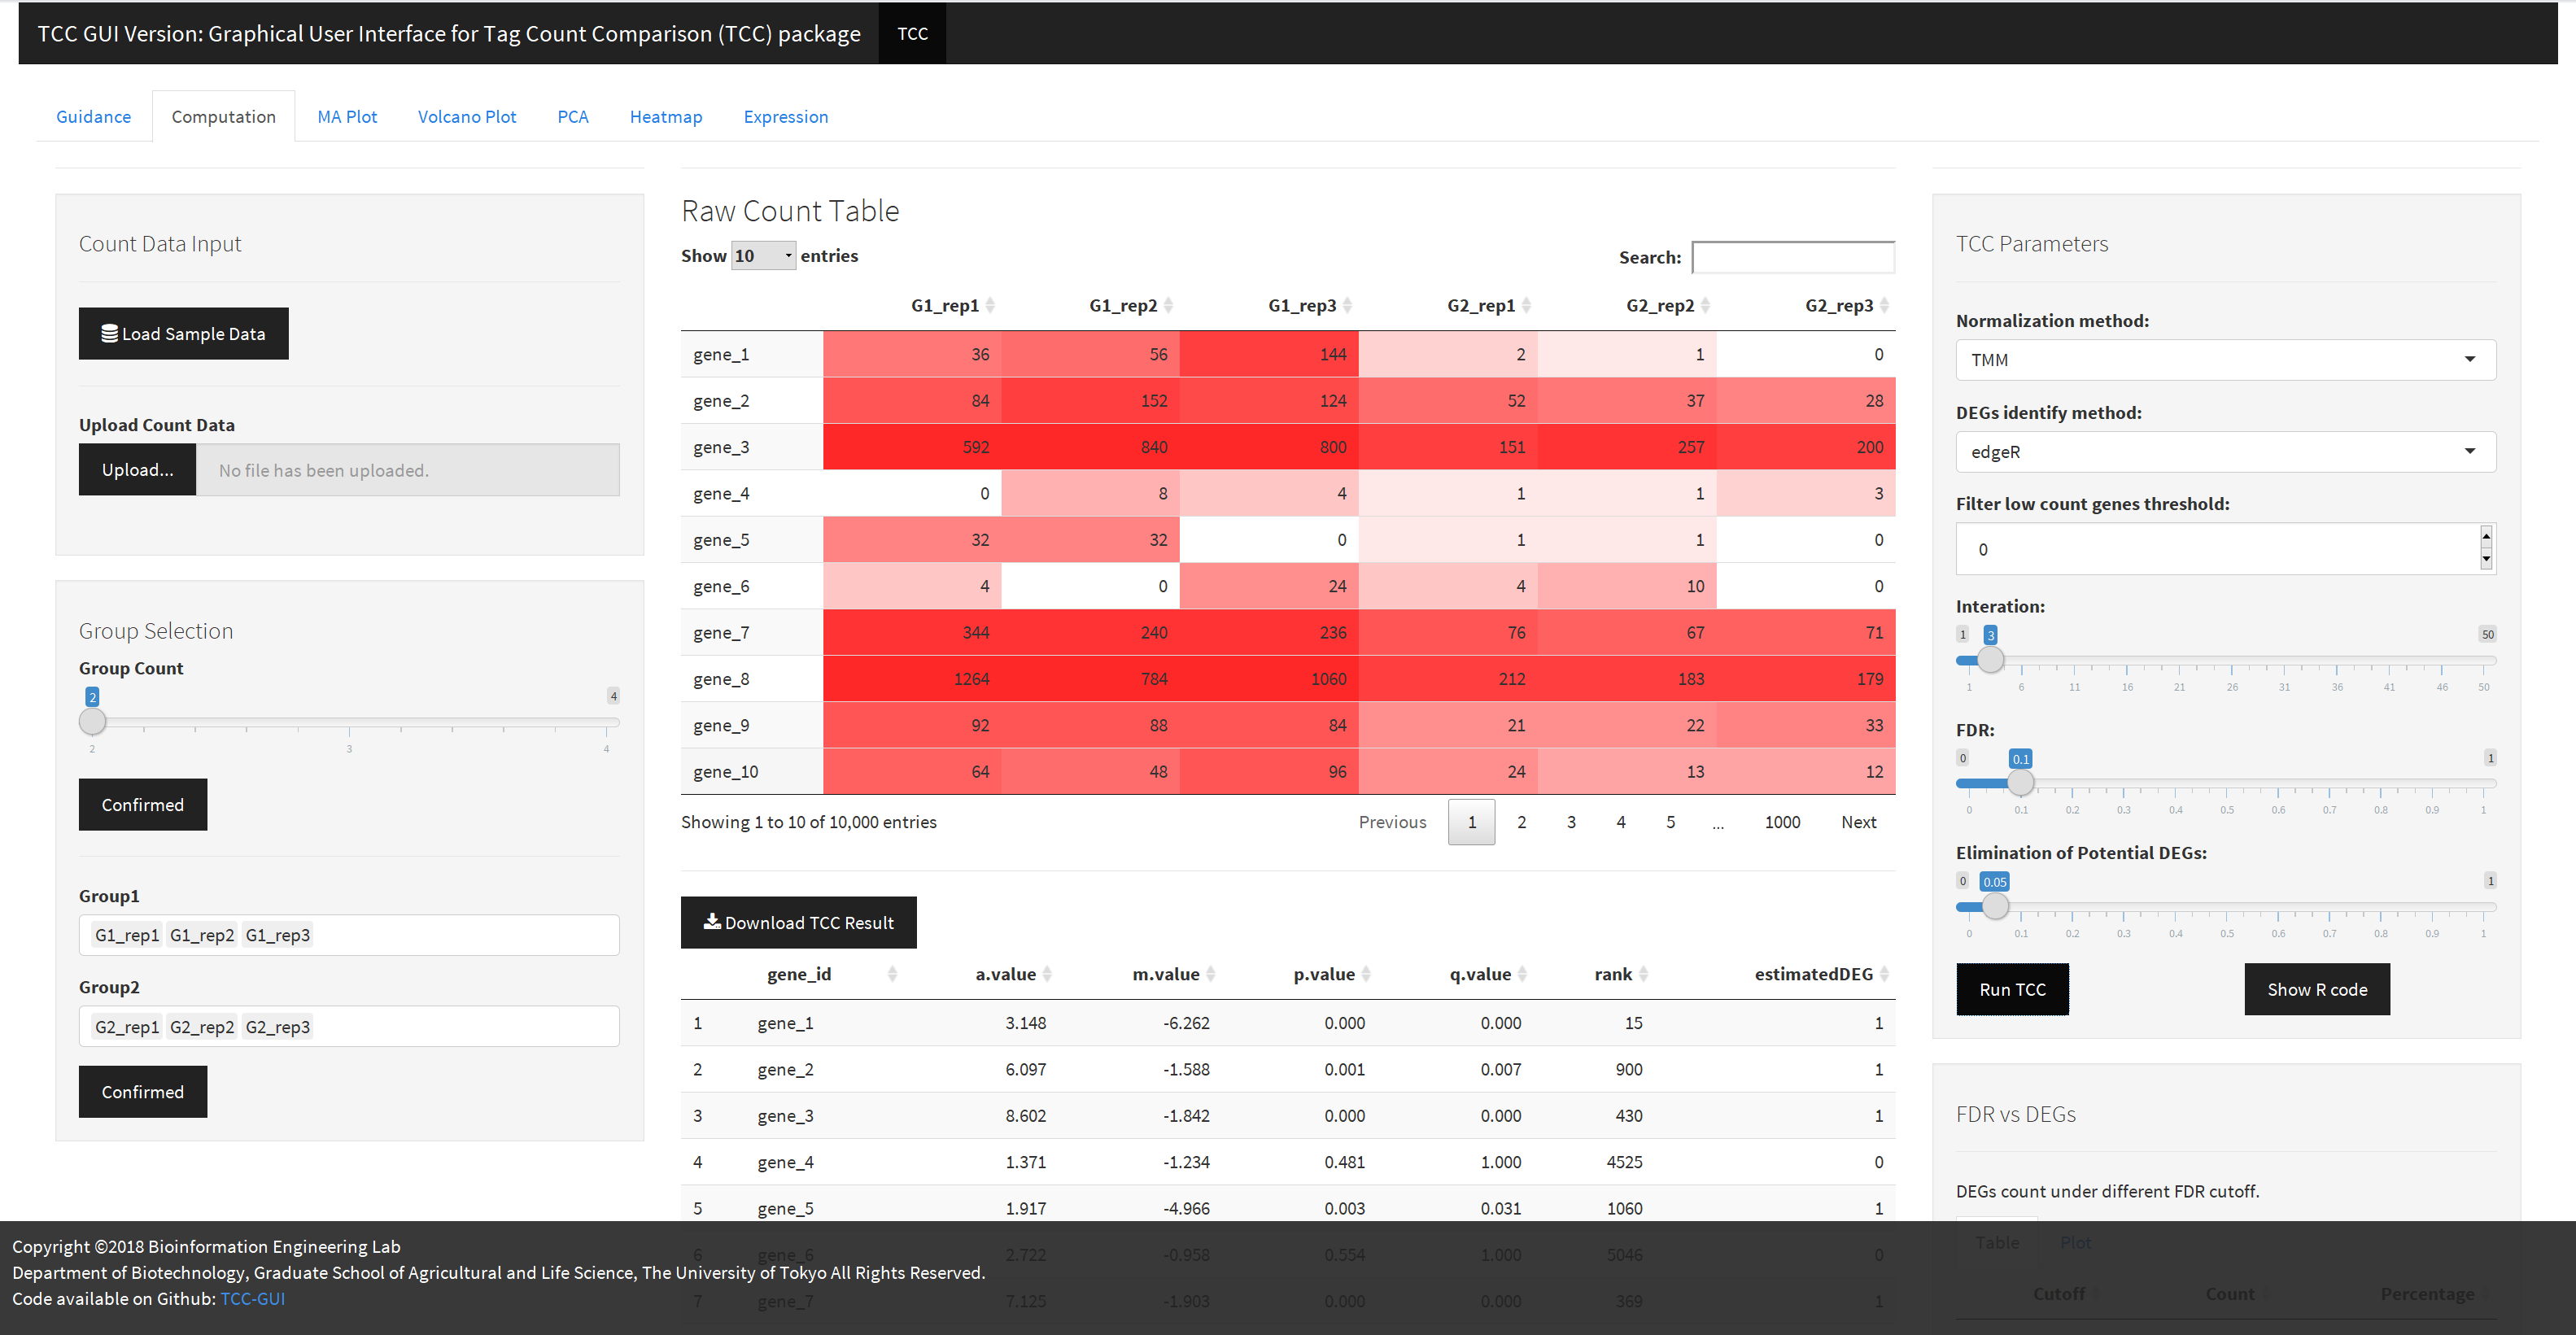 TCC GUI Version: Graphical User Interface for Tag Count Comparison (TCC) package TCC
Guidance Computation MA Plot Volcano Plot PCA Heatmap Expression
Count Data Input
Load Sample Data
Upload Count Data
Upload... No file has been uploaded.
Group Selection
Group Count
2 4
2 3 4
Confirmed
Group1
G1_rep1 G1_rep2 G1_rep3
Group2
G2_rep1 G2_rep2 G2_rep3
Confirmed
Raw Count Table
Show 10 entries Search:
G1_rep1 G1_rep2 G1_rep3 G2_rep1 G2_rep2 G2_rep3
gene_1 36 56 144 2 1 0
gene_2 84 152 124 52 37 28
gene_3 592 840 800 151 257 200
gene_4 0 8 4 1 1 3
gene_5 32 32 0 1 1 0
gene_6 4 0 24 4 10 0
gene_7 344 240 236 76 67 71
gene_8 1264 784 1060 212 183 179
gene_9 92 88 84 21 22 33
gene_10 64 48 96 24 13 12
Showing 1 to 10 of 10,000 entries Previous 1 2 3 4 5 ... 1000 Next
Download TCC Result
gene_id a.value m.value p.value q.value rank estimatedDEG
1 gene_1 3.148 -6.262 0.000 0.000 15 1
2 gene_2 6.097 -1.588 0.001 0.007 900 1
3 gene_3 8.602 -1.842 0.000 0.000 430 1
4 gene_4 1.371 -1.234 0.481 1.000 4525 0
5 gene_5 1.917 -4.966 0.003 0.031 1060 1
6 gene_6 2.722 -0.958 0.554 1.000 5046 0
7 gene_7 7.125 -1.903 0.000 0.000 369 1
TCC Parameters
Normalization method:
TMM
DEGs identify method:
edgeR
Filter low count genes threshold:
0
Interation:
1 3 50
1 6 11 16 21 26 31 36 41 46 50
FDR:
0 0.1 1
0 0.1 0.2 0.3 0.4 0.5 0.6 0.7 0.8 0.9 1
Elimination of Potential DEGs:
0 0.05 1
0 0.1 0.2 0.3 0.4 0.5 0.6 0.7 0.8 0.9 1
Run TCC Show R code
FDR vs DEGs
DEGs count under different FDR cutoff.
Table Plot
Cutoff Count Percentage
Copyright ©2018 Bioinformation Engineering Lab
Department of Biotechnology, Graduate School of Agricultural and Life Science, The University of Tokyo All Rights Reserved.
Code available on Github: TCC-GUI